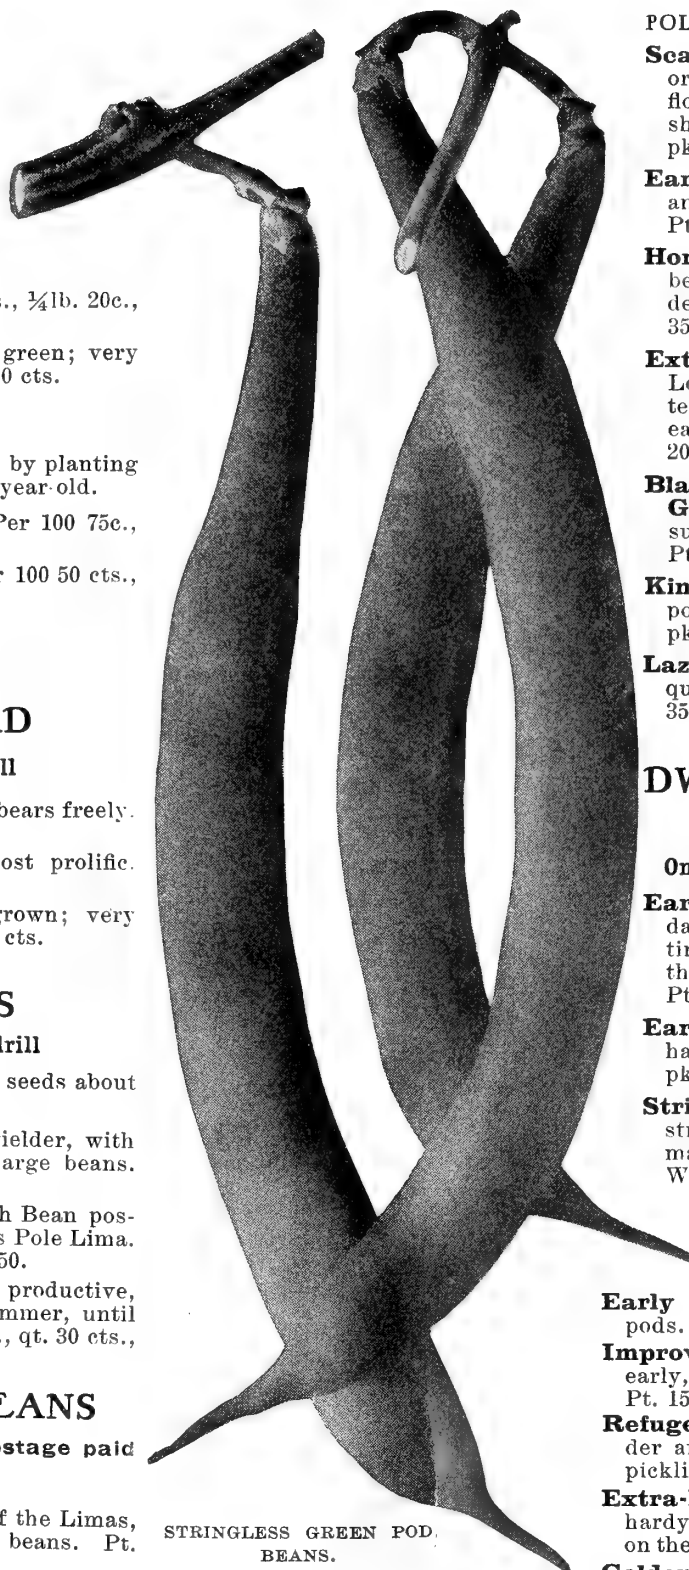 s., ¼lb. 20c.,
green; very
0 cts.
by planting
year-old.
Per 100 75c.,
100 50 cts.,
bears freely.
ost prolific.
grown; very
cts.
S
drill
seeds about
ielder, with
arge beans.
h Bean pos-
s Pole Lima.
50.
productive,
mmer, until
., qt. 30 cts.,
EANS
ostage paid
f the Limas,
beans. Pt.
STRINGLESS GREEN POD
BEANS.
POL
Sca
or
flo
sh
pk
Ear
an
Pt
Hor
be
de
35
Ext
Lo
te
ea
20
Bla
G
su
Pt
Kin
po
pk
Laz
qu
35
DW
On
Ear
da
tin
th
Pt
Ear
ha
pk
Stri
str
ma
W
Early
pods.
Improv
early,
Pt. 15
Refuge
der a
pickli
Extra-
hardy
on the